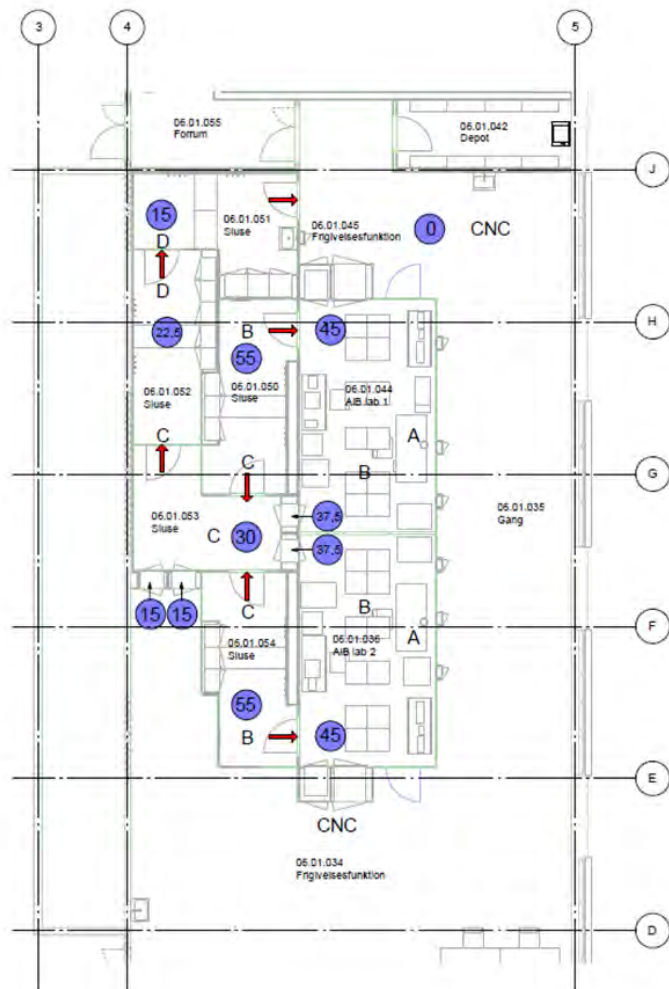 3
4
5
06.01.055
Forrum
06.01.042
Depot
J
15
D
06.01.051
Sluse
06.01.045
Frigivelsesfunktion
0
CNC
D
22,5
B
45
H
55
06.01.052
Sluse
06.01.050
Sluse
06.01.044
AIB lab 1
A
C
C
B
G
06.01.053
Sluse
C
30
37,5
37,5
06.01.035
Gang
15
15
C
B
A
F
06.01.054
Sluse
06.01.036
AIB lab 2
55
B
45
E
CNC
06.01.034
Frigivelsesfunktion
D